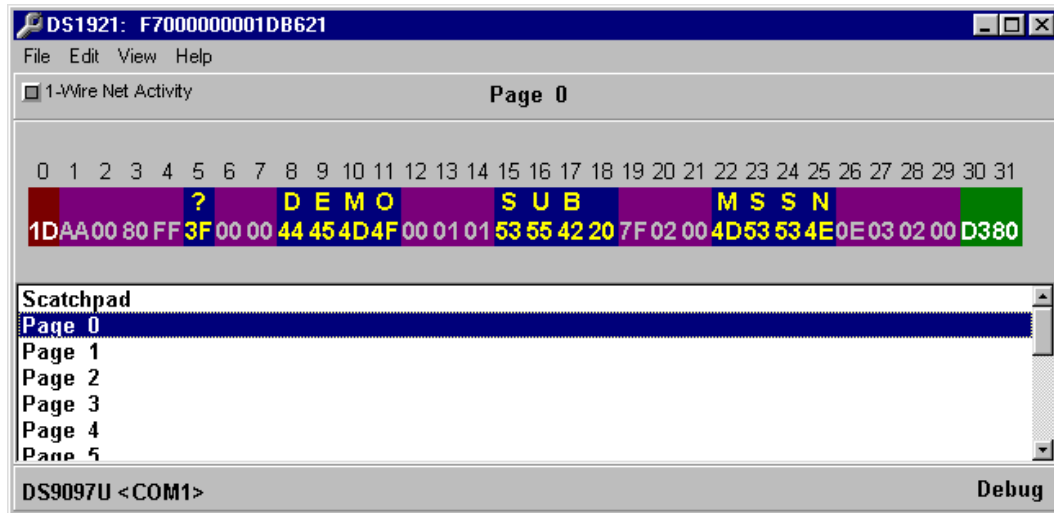 DS1921: F7000000001DB621
File Edit View Help
1-Wire Net Activity Page 0
0 1 2 3 4 5 6 7 8 9 10 11 12 13 14 15 16 17 18 19 20 21 22 23 24 25 26 27 28 29 30 31
? D E M O S U B M S S N
1D AA 00 80 FF 3F 00 00 44 45 4D 4F 00 01 01 53 55 42 20 7F 02 00 4D 53 53 4E 0E 03 02 00 D3 80
Scatchpad
Page 0
Page 1
Page 2
Page 3
Page 4
Page 5
DS9097U <COM1> Debug